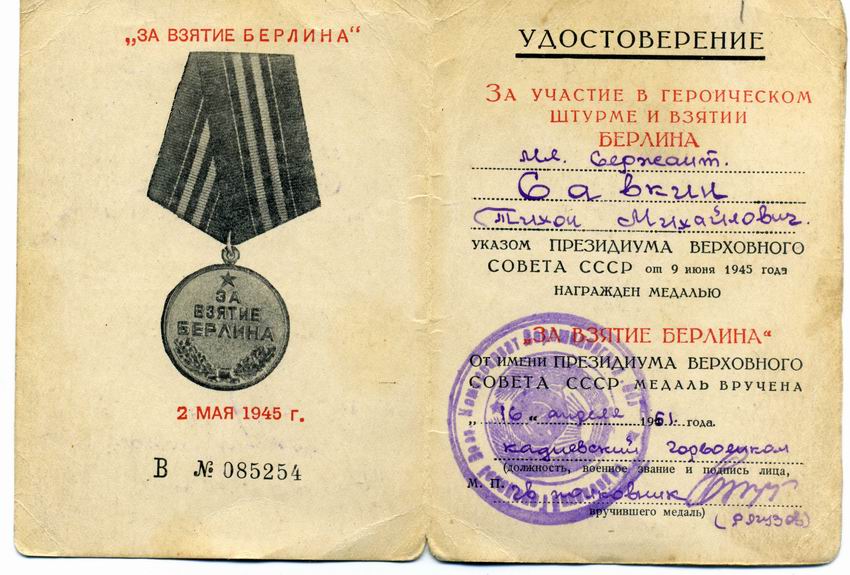 „ЗА ВЗЯТИЕ БЕРЛИНА“
ЗА
ВЗЯТИЕ
БЕРЛИНА
2 МАЯ 1945 г.
В № 085254
УДОСТОВЕРЕНИЕ
ЗА УЧАСТИЕ В ГЕРОИЧЕСКОМ
ШТУРМЕ И ВЗЯТИИ
БЕРЛИНА
Мл. Сержант.
Савкин
Тихон Михайлович.
УКАЗОМ ПРЕЗИДИУМА ВЕРХОВНОГО
СОВЕТА СССР от 9 июня 1945 года
НАГРАЖДЕН МЕДАЛЬЮ
„ЗА ВЗЯТИЕ БЕРЛИНА“
ОТ ИМЕНИ ПРЕЗИДИУМА ВЕРХОВНОГО
СОВЕТА СССР МЕДАЛЬ ВРУЧЕНА
„16“ апреля 1951 года.
кадиевский горвоенком
(должность, военное звание и подпись лица,
М. П. гв полковник
вручившего медаль)